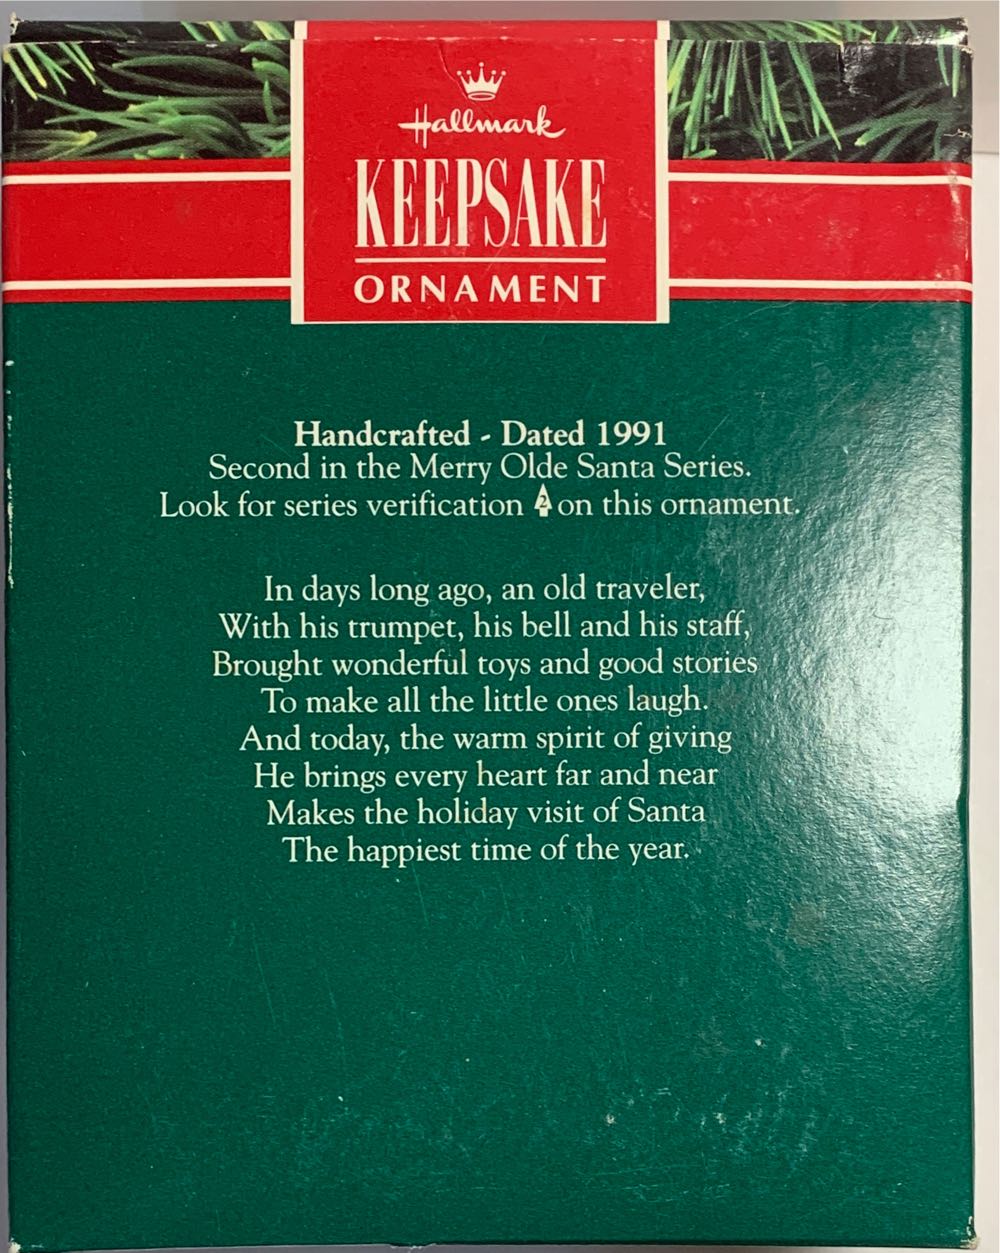 Hallmark
KEEPSAKE
ORNAMENT
Handcrafted - Dated 1991
Second in the Merry Olde Santa Series.
Look for series verification 2 on this ornament.
In days long ago, an old traveler,
With his trumpet, his bell and his staff,
Brought wonderful toys and good stories
To make all the little ones laugh.
And today, the warm spirit of giving
He brings every heart far and near
Makes the holiday visit of Santa
The happiest time of the year.